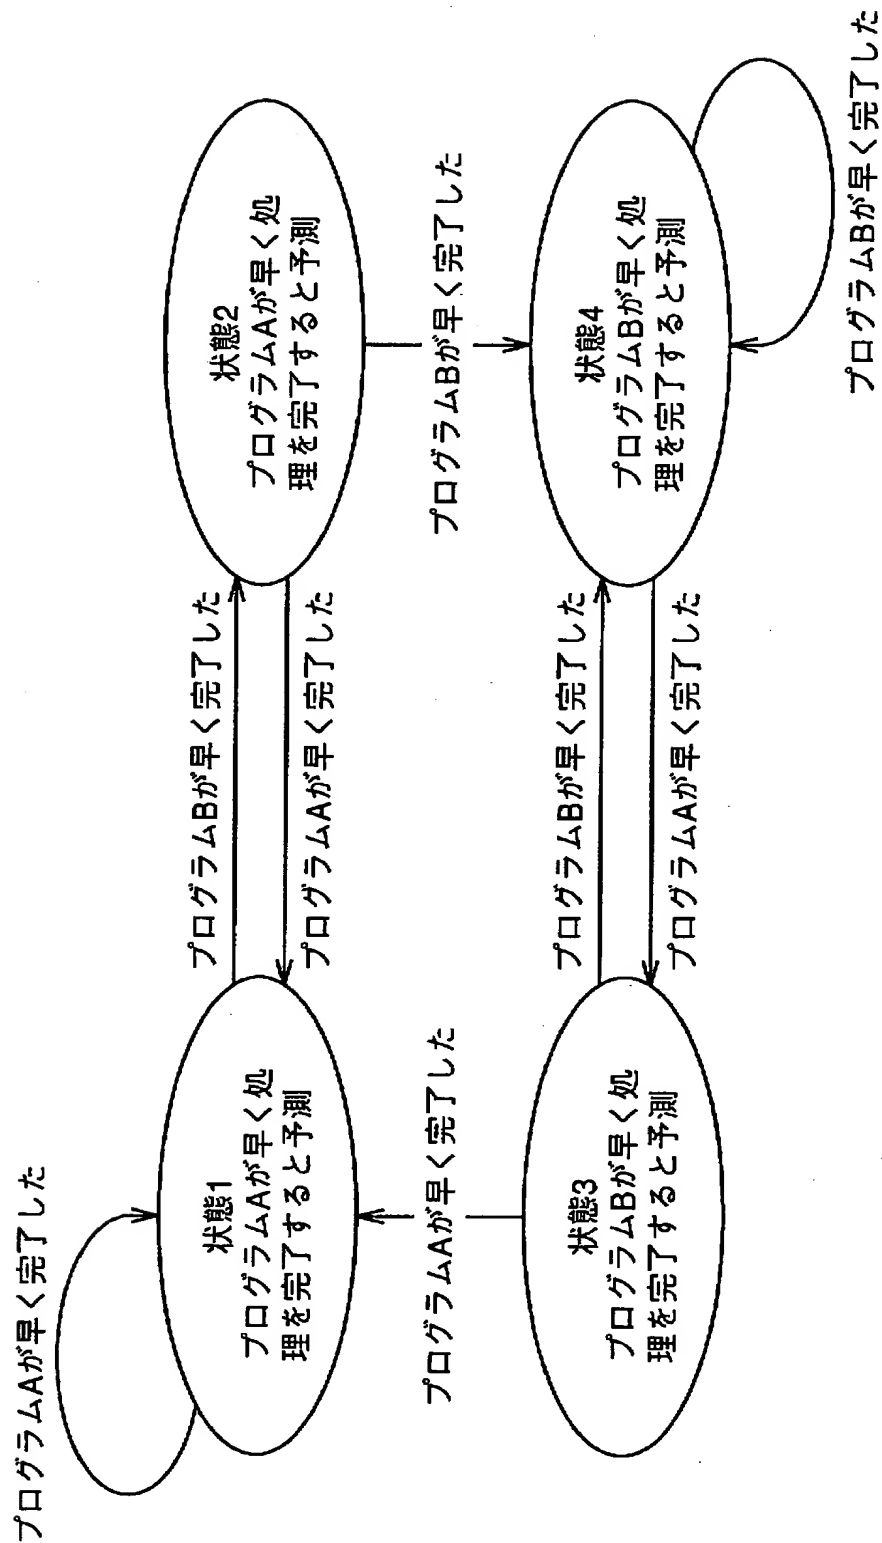 プログラムAが早く完了した
状態1
プログラムAが早く処
理を完了すると予測
プログラムBが早く完了した
プログラムAが早く完了した
状態2
プログラムAが早く処
理を完了すると予測
プログラムAが早く完了した
プログラムBが早く完了した
状態3
プログラムBが早く処
理を完了すると予測
プログラムBが早く完了した
プログラムAが早く完了した
状態4
プログラムBが早く処
理を完了すると予測
プログラムBが早く完了した